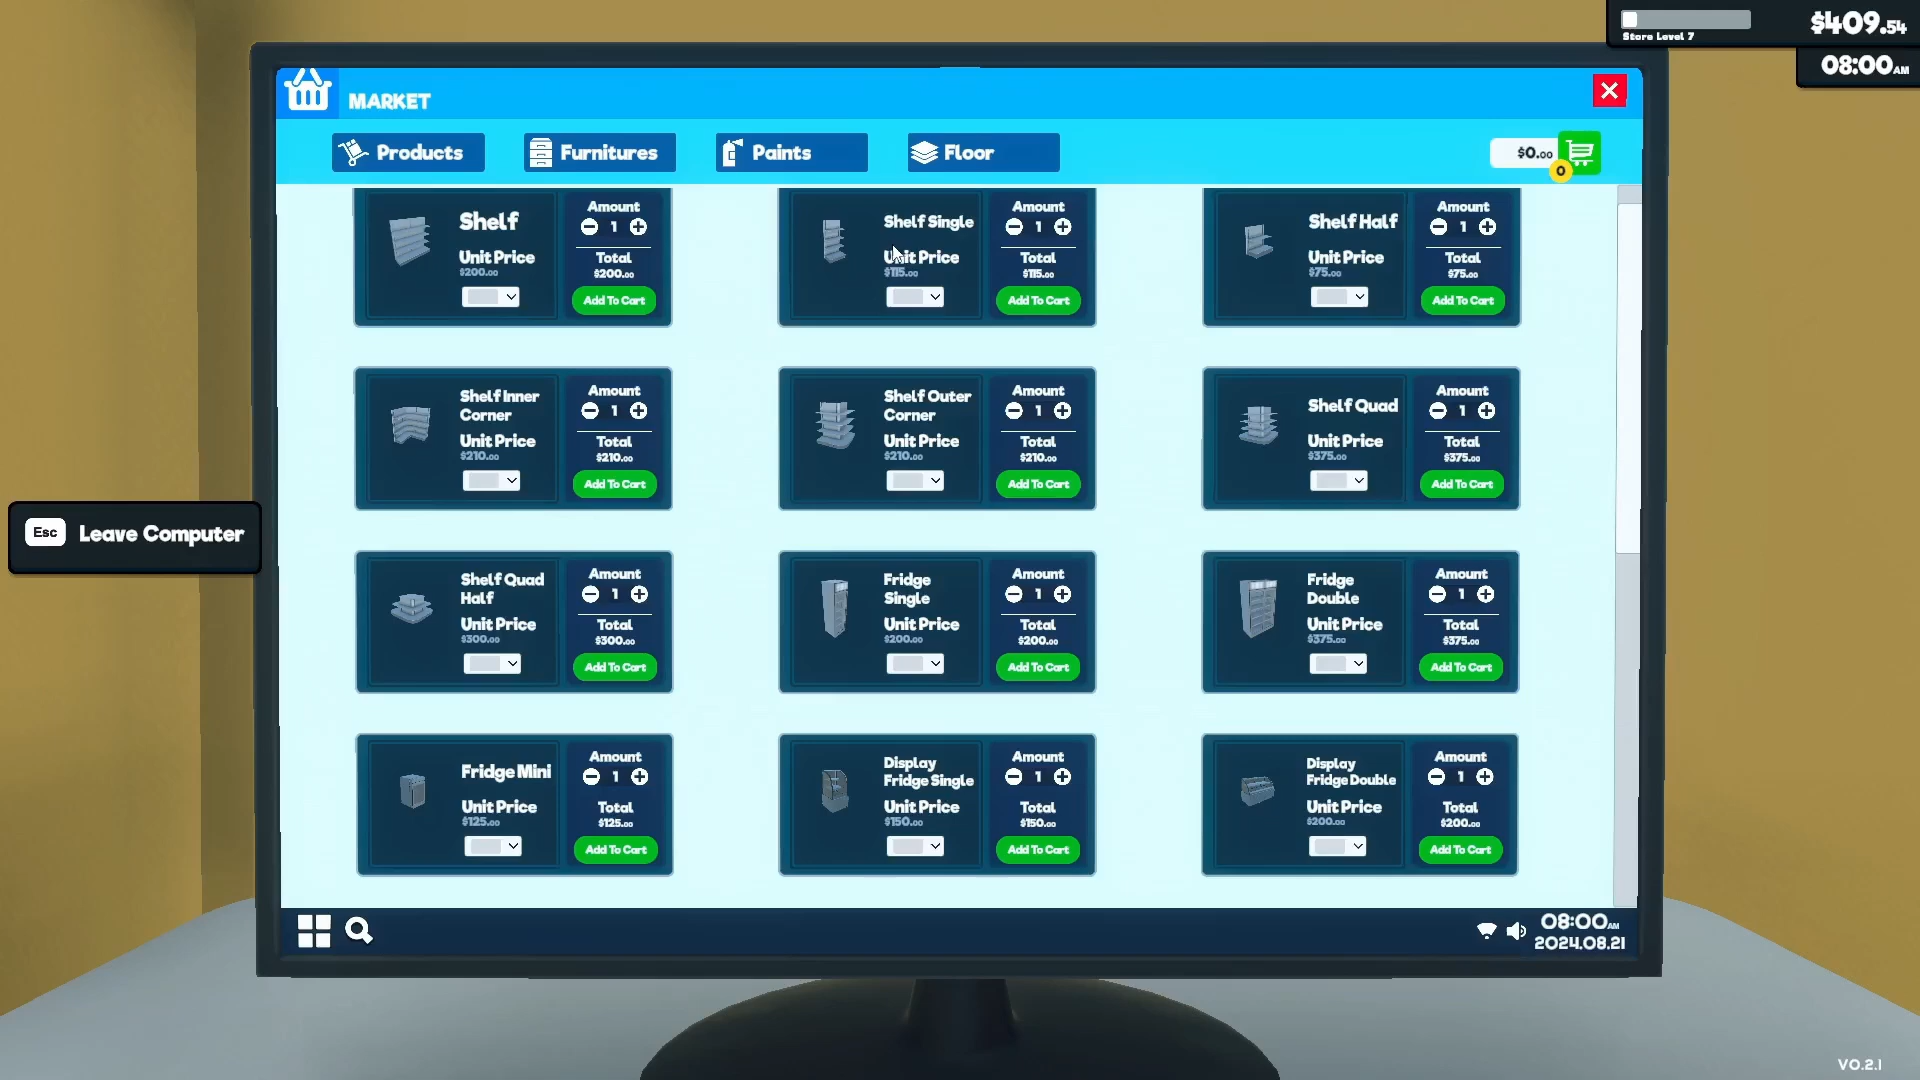 $409.54
Store Level 7
08:00AM
MARKET
Products
Furnitures
Paints
Floor
$0.00
0
Shelf
Unit Price
$200.00
Amount
1
Total
$200.00
Add To Cart
Shelf Single
Unit Price
$115.00
Amount
1
Total
$115.00
Add To Cart
Shelf Half
Unit Price
$75.00
Amount
1
Total
$75.00
Add To Cart
Shelf Inner
Corner
Unit Price
$210.00
Amount
1
Total
$210.00
Add To Cart
Shelf Outer
Corner
Unit Price
$210.00
Amount
1
Total
$210.00
Add To Cart
Shelf Quad
Unit Price
$375.00
Amount
1
Total
$375.00
Add To Cart
Esc Leave Computer
Shelf Quad
Half
Unit Price
$300.00
Amount
1
Total
$300.00
Add To Cart
Fridge
Single
Unit Price
$200.00
Amount
1
Total
$200.00
Add To Cart
Fridge
Double
Unit Price
$375.00
Amount
1
Total
$375.00
Add To Cart
Fridge Mini
Unit Price
$125.00
Amount
1
Total
$125.00
Add To Cart
Display
Fridge Single
Unit Price
$150.00
Amount
1
Total
$150.00
Add To Cart
Display
Fridge Double
Unit Price
$200.00
Amount
1
Total
$200.00
Add To Cart
08:00AM
2024.08.21
V0.2.1